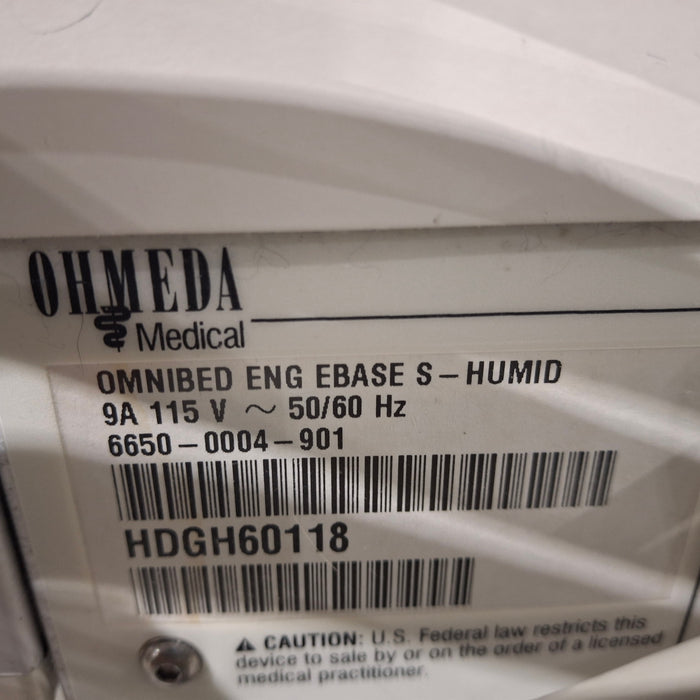 OHMEDA
Medical
OMNIBED ENG EBASE S-HUMID
9A 115 V ~ 50/60 Hz
6650-0004-901
HDGH60118
⚠ CAUTION: U.S. Federal law restricts this
device to sale by or on the order of a licensed
medical practitioner.